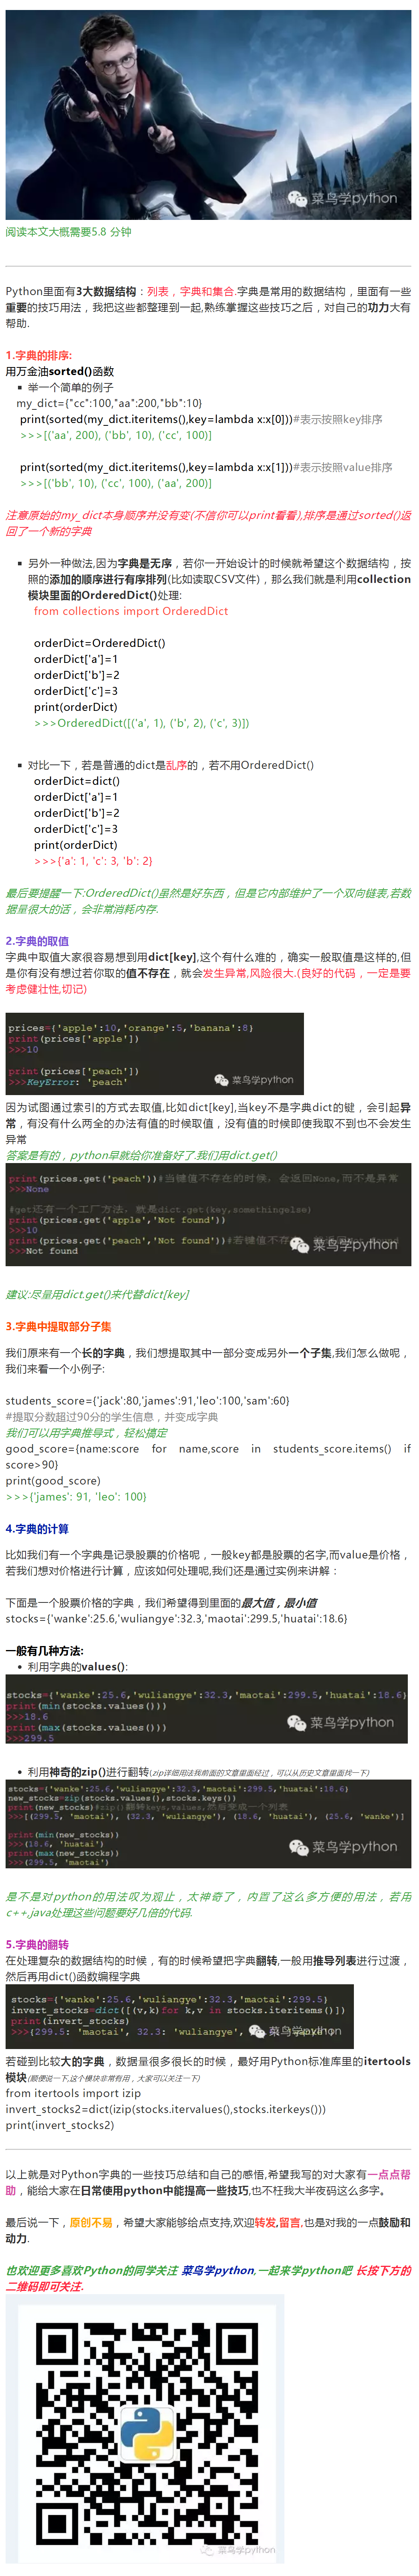 菜鸟学python
阅读本文大概需要5.8 分钟
Python里面有3大数据结构：列表，字典和集合.字典是常用的数据结构，里面有一些
重要的技巧用法，我把这些都整理到一起,熟练掌握这些技巧之后，对自己的功力大有
帮助.
1.字典的排序:
用万金油sorted()函数
▪ 举一个简单的例子
my_dict={"cc":100,"aa":200,"bb":10}
print(sorted(my_dict.iteritems(),key=lambda x:x[0]))#表示按照key排序
>>>[('aa', 200), ('bb', 10), ('cc', 100)]
print(sorted(my_dict.iteritems(),key=lambda x:x[1]))#表示按照value排序
>>>[('bb', 10), ('cc', 100), ('aa', 200)]
注意原始的my_dict本身顺序并没有变(不信你可以print看看),排序是通过sorted()返
回了一个新的字典
▪ 另外一种做法,因为字典是无序，若你一开始设计的时候就希望这个数据结构，按
照的添加的顺序进行有序排列(比如读取CSV文件)，那么我们就是利用collection
模块里面的OrderedDict()处理:
from collections import OrderedDict
orderDict=OrderedDict()
orderDict['a']=1
orderDict['b']=2
orderDict['c']=3
print(orderDict)
>>>OrderedDict([('a', 1), ('b', 2), ('c', 3)])
▪ 对比一下，若是普通的dict是乱序的，若不用OrderedDict()
orderDict=dict()
orderDict['a']=1
orderDict['b']=2
orderDict['c']=3
print(orderDict)
>>>{'a': 1, 'c': 3, 'b': 2}
最后要提醒一下:OrderedDict()虽然是好东西，但是它内部维护了一个双向链表,若数
据量很大的话，会非常消耗内存.
2.字典的取值
字典中取值大家很容易想到用dict[key],这个有什么难的，确实一般取值是这样的,但
是你有没有想过若你取的值不存在，就会发生异常,风险很大.(良好的代码，一定是要
考虑健壮性,切记)
prices={'apple':10,'orange':5,'banana':8}
print(prices['apple'])
>>>10
print(prices['peach'])
>>>KeyError: 'peach'
菜鸟学python
因为试图通过索引的方式去取值,比如dict[key],当key不是字典dict的键，会引起异
常，有没有什么两全的办法有值的时候取值，没有值的时候即使我取不到也不会发生
异常
答案是有的，python早就给你准备好了.我们用dict.get()
print(prices.get('peach'))#当键值不存在的时候，会返回None,而不是异常
>>>None
#get还有一个工厂方法，就是dict.get(key,somethingelse)
print(prices.get('apple','Not found'))
>>>10
print(prices.get('peach','Not found'))#若键值不存
>>>Not found
菜鸟学python
建议:尽量用dict.get()来代替dict[key]
3.字典中提取部分子集
我们原来有一个长的字典，我们想提取其中一部分变成另外一个子集,我们怎么做呢，
我们来看一个小例子:
students_score={'jack':80,'james':91,'leo':100,'sam':60}
#提取分数超过90分的学生信息，并变成字典
我们可以用字典推导式，轻松搞定
good_score={name:score for name,score in students_score.items() if
score>90}
print(good_score)
>>>{'james': 91, 'leo': 100}
4.字典的计算
比如我们有一个字典是记录股票的价格呢，一般key都是股票的名字,而value是价格，
若我们想对价格进行计算，应该如何处理呢,我们还是通过实例来讲解：
下面是一个股票价格的字典，我们希望得到里面的最大值，最小值
stocks={'wanke':25.6,'wuliangye':32.3,'maotai':299.5,'huatai':18.6}
一般有几种方法:
• 利用字典的values():
stocks={'wanke':25.6,'wuliangye':32.3,'maotai':299.5,'huatai':18.6}
print(min(stocks.values()))
>>>18.6
print(max(stocks.values()))
>>>299.5
菜鸟学python
• 利用神奇的zip()进行翻转(zip详细用法我前面的文章里面经过，可以从历史文章里面找一下)
stocks={'wanke':25.6,'wuliangye':32.3,'maotai':299.5,'huatai':18.6}
new_stocks=zip(stocks.values(),stocks.keys())
print(new_stocks)#zip()翻转keys,values,然后变成一个列表
>>>[(299.5, 'maotai'), (32.3, 'wuliangye'), (18.6, 'huatai'), (25.6, 'wanke')]
print(min(new_stocks))
>>>(18.6, 'huatai')
print(max(new_stocks))
>>>(299.5, 'maotai')
菜鸟学python
是不是对python的用法叹为观止，太神奇了，内置了这么多方便的用法，若用
c++,java处理这些问题要好几倍的代码.
5.字典的翻转
在处理复杂的数据结构的时候，有的时候希望把字典翻转,一般用推导列表进行过渡，
然后再用dict()函数编程字典
stocks={'wanke':25.6,'wuliangye':32.3,'maotai':299.5}
invert_stocks=dict([(v,k)for k,v in stocks.iteritems()])
print(invert_stocks)
>>>{299.5: 'maotai', 32.3: 'wuliangye',
菜鸟学python
若碰到比较大的字典，数据量很多很长的时候，最好用Python标准库里的itertools
模块(顺便说一下,这个模块非常有用，大家可以关注一下)
from itertools import izip
invert_stocks2=dict(izip(stocks.itervalues(),stocks.iterkeys()))
print(invert_stocks2)
以上就是对Python字典的一些技巧总结和自己的感悟,希望我写的对大家有一点点帮
助，能给大家在日常使用python中能提高一些技巧,也不枉我大半夜码这么多字。
最后说一下，原创不易，希望大家能够给点支持,欢迎转发,留言,也是对我的一点鼓励和
动力.
也欢迎更多喜欢Python的同学关注 菜鸟学python,一起来学python吧 长按下方的
二维码即可关注.
菜鸟学python